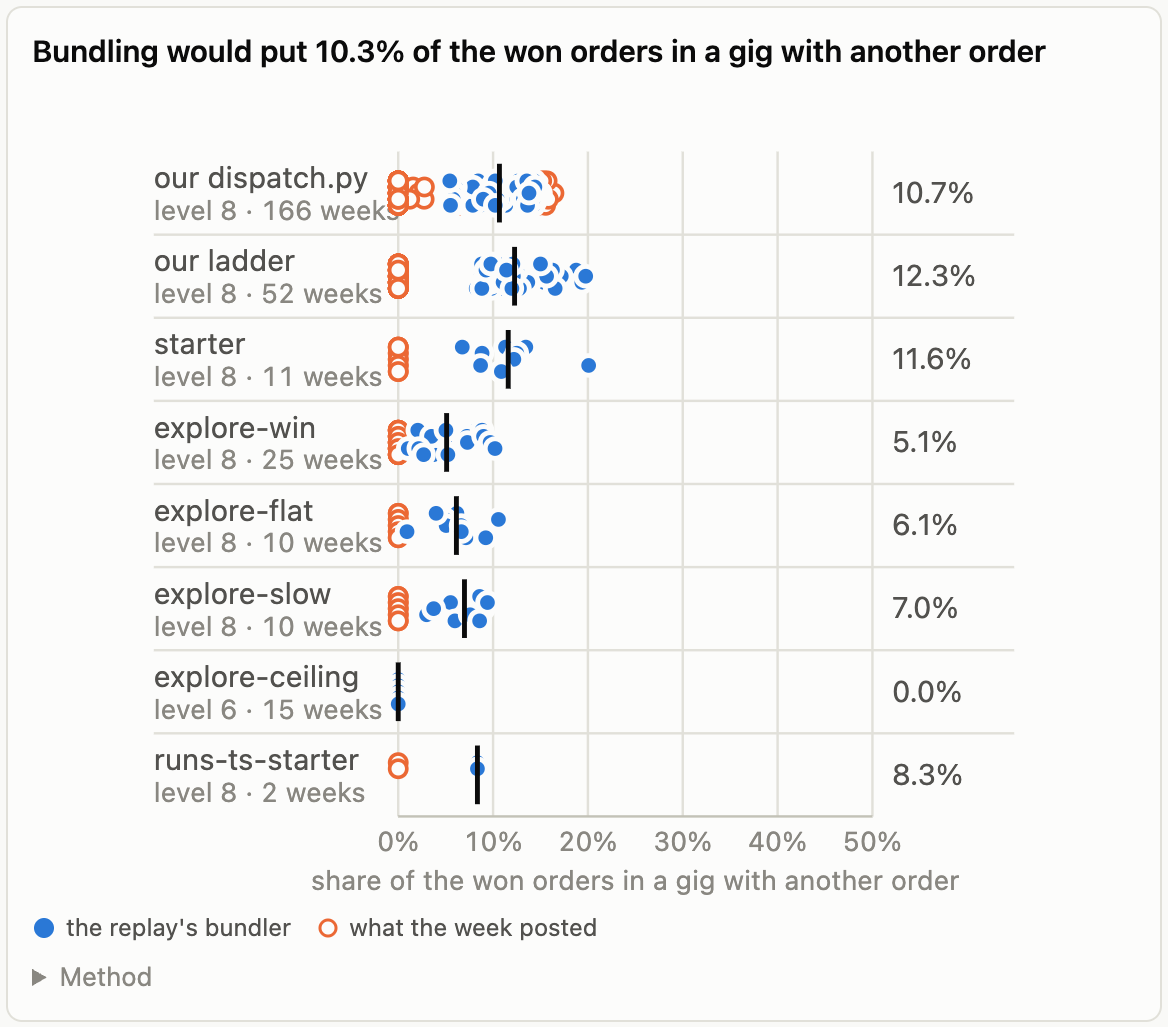 Bundling would put 10.3% of the won orders in a gig with another order
our dispatch.py
level 8 · 166 weeks
10.7%
our ladder
level 8 · 52 weeks
12.3%
starter
level 8 · 11 weeks
11.6%
explore-win
level 8 · 25 weeks
5.1%
explore-flat
level 8 · 10 weeks
6.1%
explore-slow
level 8 · 10 weeks
7.0%
explore-ceiling
level 6 · 15 weeks
0.0%
runs-ts-starter
level 8 · 2 weeks
8.3%
0% 10% 20% 30% 40% 50%
share of the won orders in a gig with another order
the replay's bundler what the week posted
Method